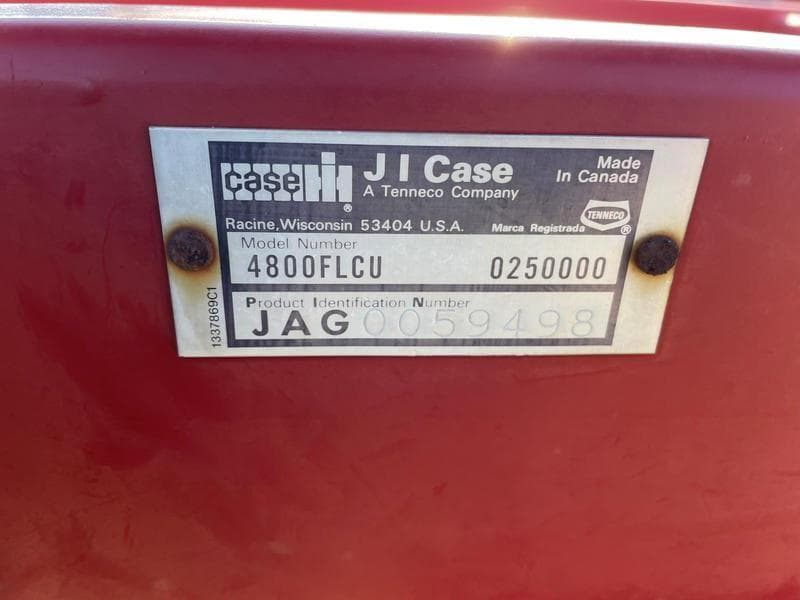 case IH ®
J I Case
A Tenneco Company
Made
In Canada
TENNECO
®
Racine, Wisconsin 53404 U.S.A.
Marca Registrada
Model Number
4800FLCU 0250000
Product Identification Number
JAG0059498
1337869C1